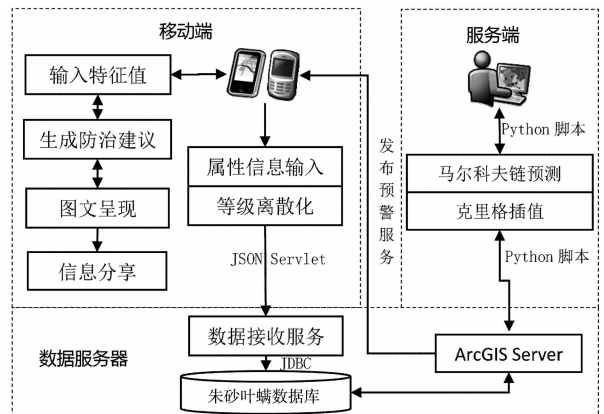 移动端
服务端
输入特征值
生成防治建议
图文呈现
信息分享
属性信息输入
等级离散化
JSON Servlet
发布预警服务
Python 脚本
马尔科夫链预测
克里格插值
Python 脚本
数据服务器
数据接收服务
JDBC
朱砂叶螨数据库
ArcGIS Server